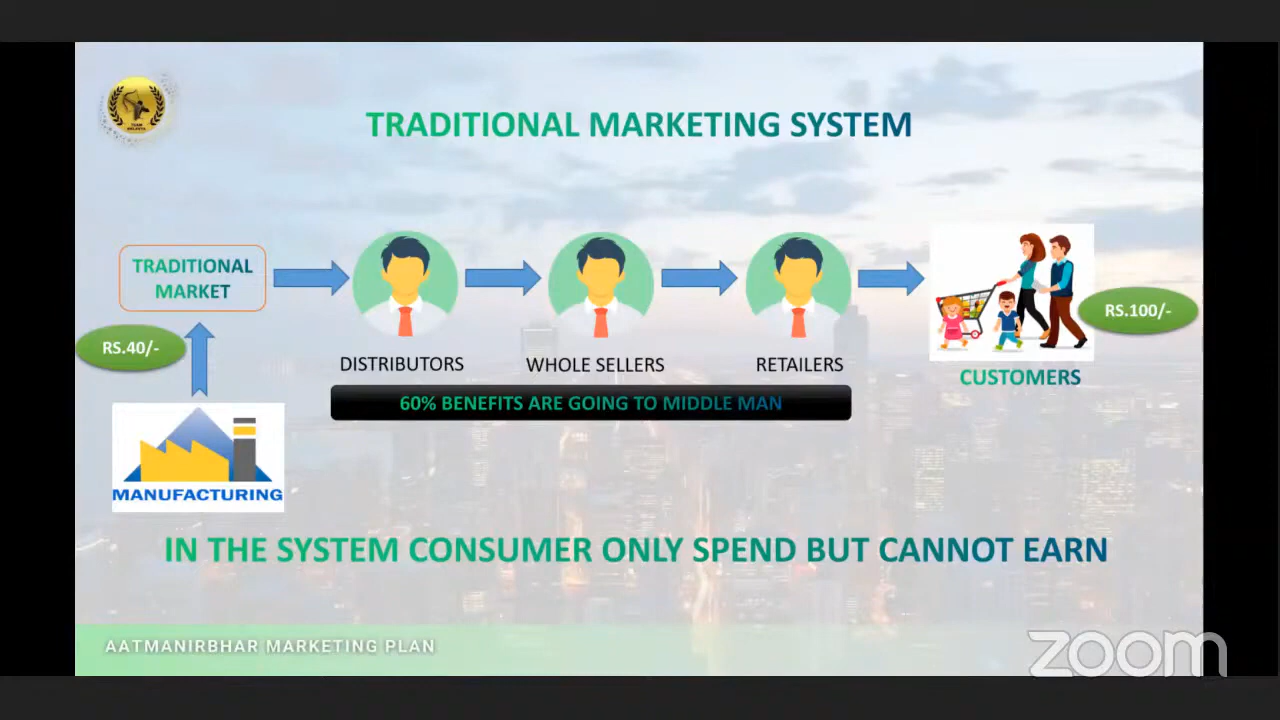 TRADITIONAL MARKETING SYSTEM
TRADITIONAL
MARKET
RS.40/-
MANUFACTURING
DISTRIBUTORS
WHOLE SELLERS
RETAILERS
60% BENEFITS ARE GOING TO MIDDLE MAN
RS.100/-
CUSTOMERS
IN THE SYSTEM CONSUMER ONLY SPEND BUT CANNOT EARN
AATMANIRBHAR MARKETING PLAN
zoom